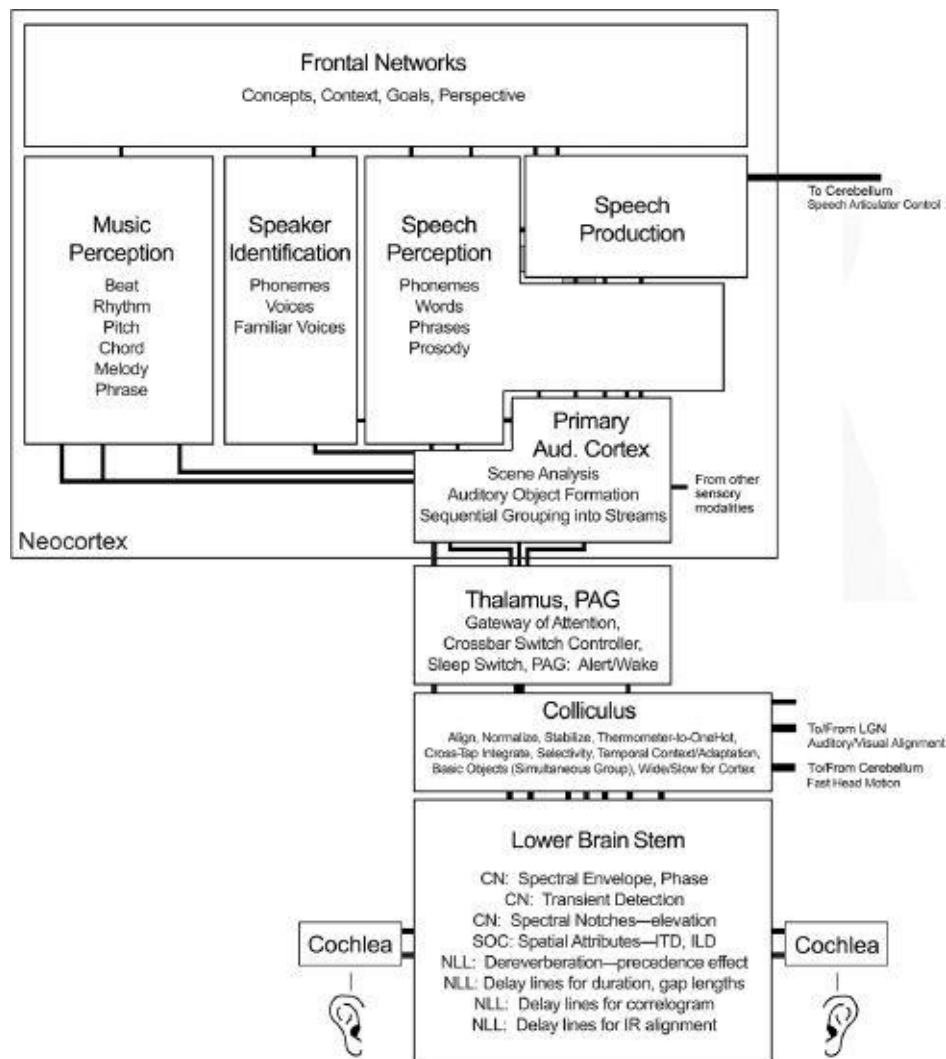 Frontal Networks
Concepts, Context, Goals, Perspective
Music
Perception
Beat
Rhythm
Pitch
Chord
Melody
Phrase
Speaker
Identification
Phonemes
Voices
Familiar Voices
Speech
Perception
Phonemes
Words
Phrases
Prosody
Speech
Production
To Cerebellum
Speech Articulator Control
Primary
Aud. Cortex
Scene Analysis
Auditory Object Formation
Sequential Grouping into Streams
From other
sensory
modalities
Neocortex
Thalamus, PAG
Gateway of Attention,
Crossbar Switch Controller,
Sleep Switch, PAG: Alert/Wake
Colliculus
Align, Normalize, Stabilize, Thermometer-to-OneHot,
Cross-Tap Integrate, Selectivity, Temporal Context/Adaptation,
Basic Objects (Simultaneous Group), Wide/Slow for Cortex
To/From LGN
Auditory/Visual Alignment
To/From Cerebellum
Fast Head Motion
Lower Brain Stem
CN: Spectral Envelope, Phase
CN: Transient Detection
CN: Spectral Notches—elevation
SOC: Spatial Attributes—ITD, ILD
NLL: Dereverberation—precedence effect
NLL: Delay lines for duration, gap lengths
NLL: Delay lines for correlogram
NLL: Delay lines for IR alignment
Cochlea
Cochlea